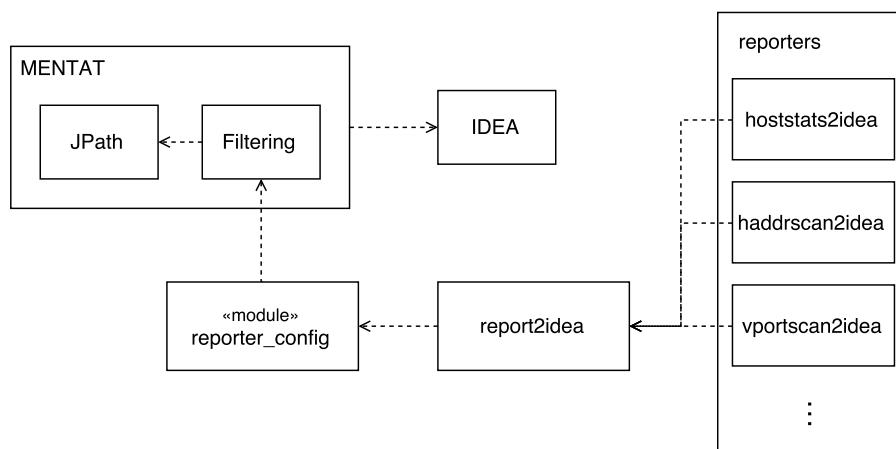 reporters
MENTAT
JPath
Filtering
IDEA
hoststats2idea
haddrscan2idea
«module»
reporter_config
report2idea
vportscan2idea
⋮